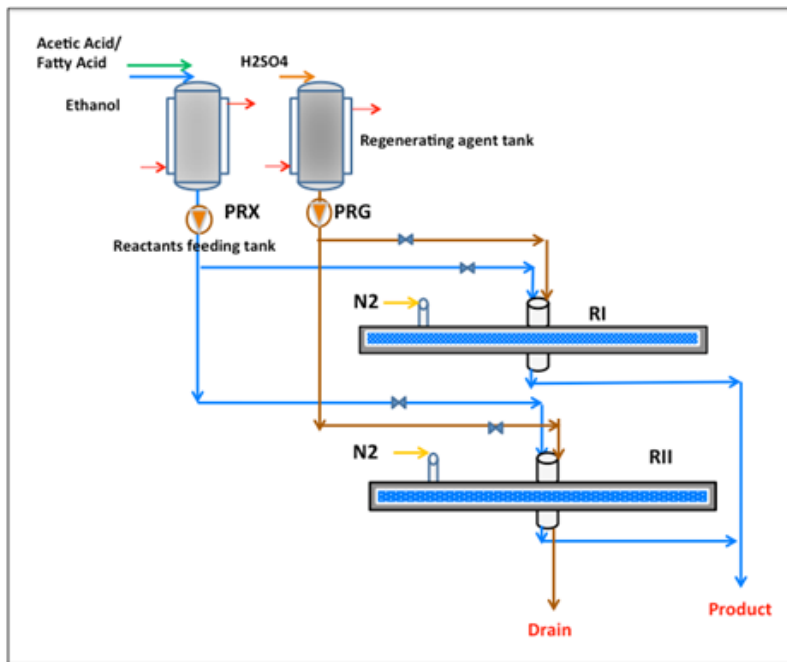 Acetic Acid/
Fatty Acid
H2SO4
Ethanol
Regenerating agent tank
PRX
PRG
Reactants feeding tank
N2
RI
N2
RII
Product
Drain